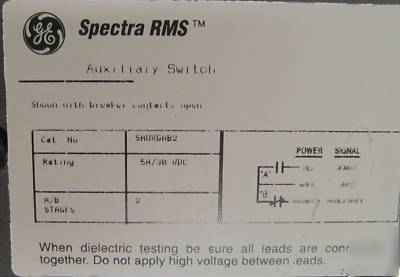 GE
Spectra RMS™
Auxiliary Switch
Shown with breaker contacts open
Cat No SAUXGAB2
Rating 5A/30 VDC
A/B STAGES 2
POWER SIGNAL
"A"
"B"
When dielectric testing be sure all leads are
together. Do not apply high voltage between leads.